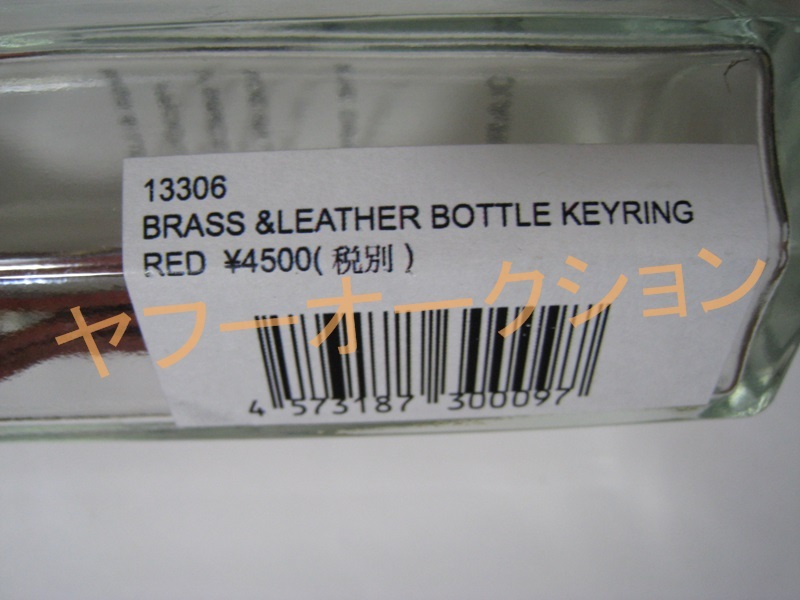 13306
BRASS &LEATHER BOTTLE KEYRING
RED ¥4500( 税別 )
ヤフーオークション
4 573187 300097